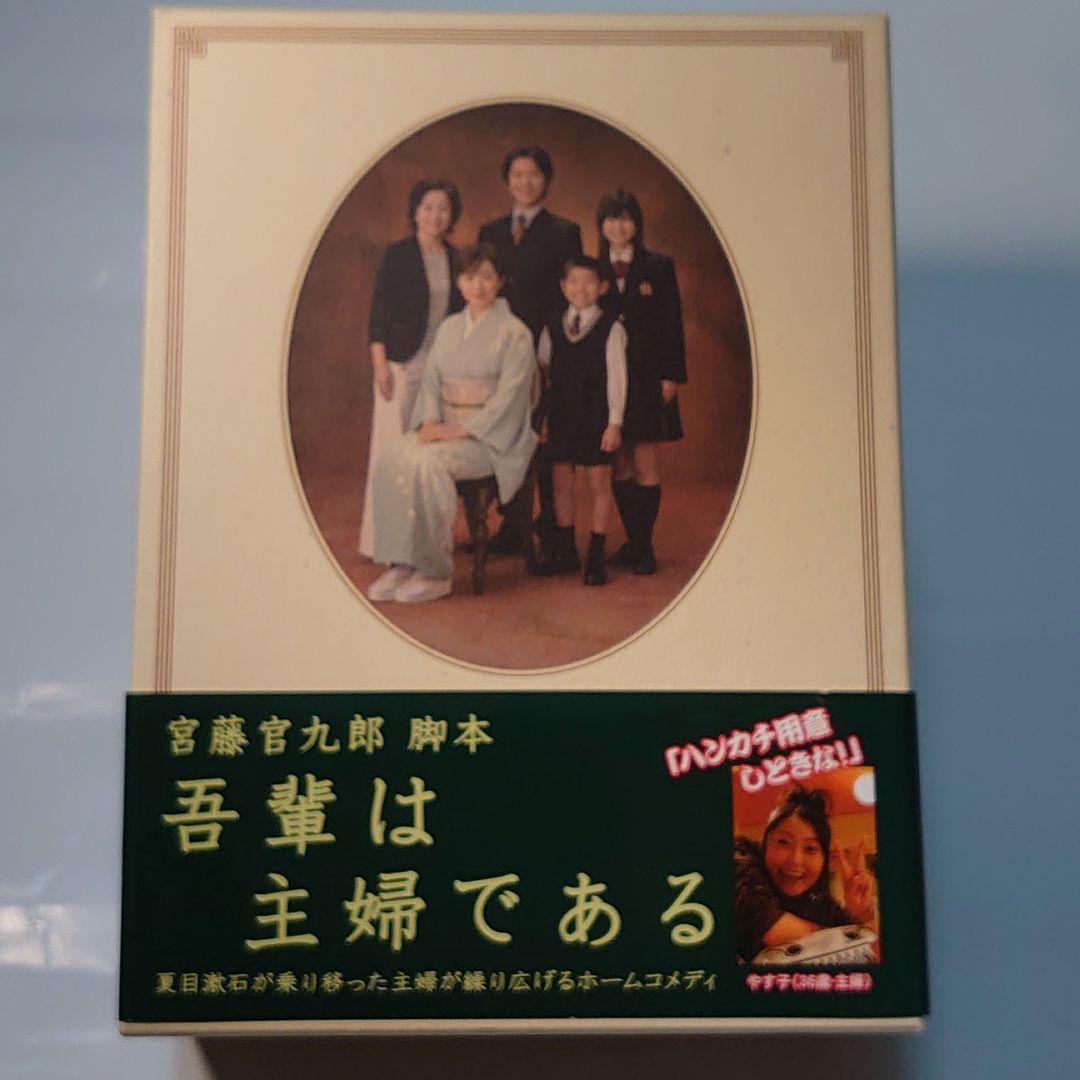 宮藤官九郎 脚本
吾輩は
主婦である
夏目漱石が乗り移った主婦が繰り広げるホームコメディ
「ハンカチ用意
しときな!」
やす子(36歳・主婦)